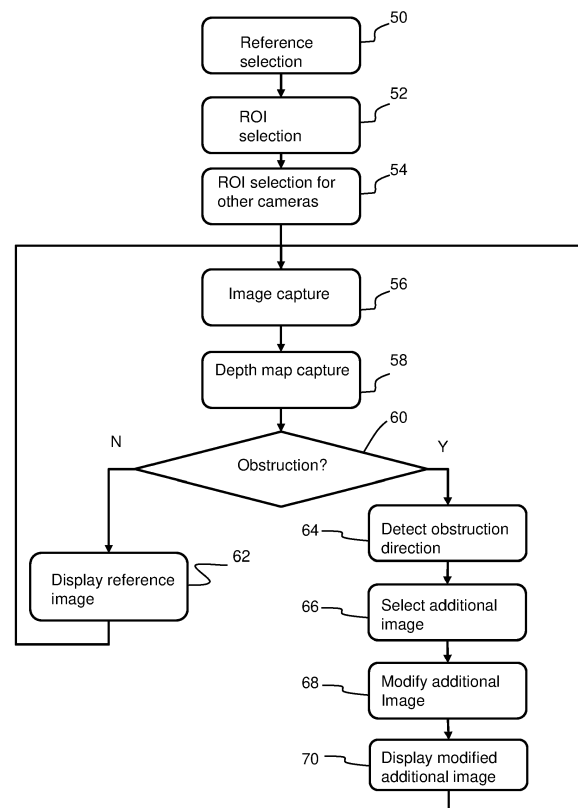 50
Reference
selection
52
ROI
selection
54
ROI selection for
other cameras
56
Image capture
58
Depth map capture
60
N
Y
Obstruction?
64
Detect obstruction
direction
62
Display reference
image
66
Select additional
image
68
Modify additional
Image
70
Display modified
additional image